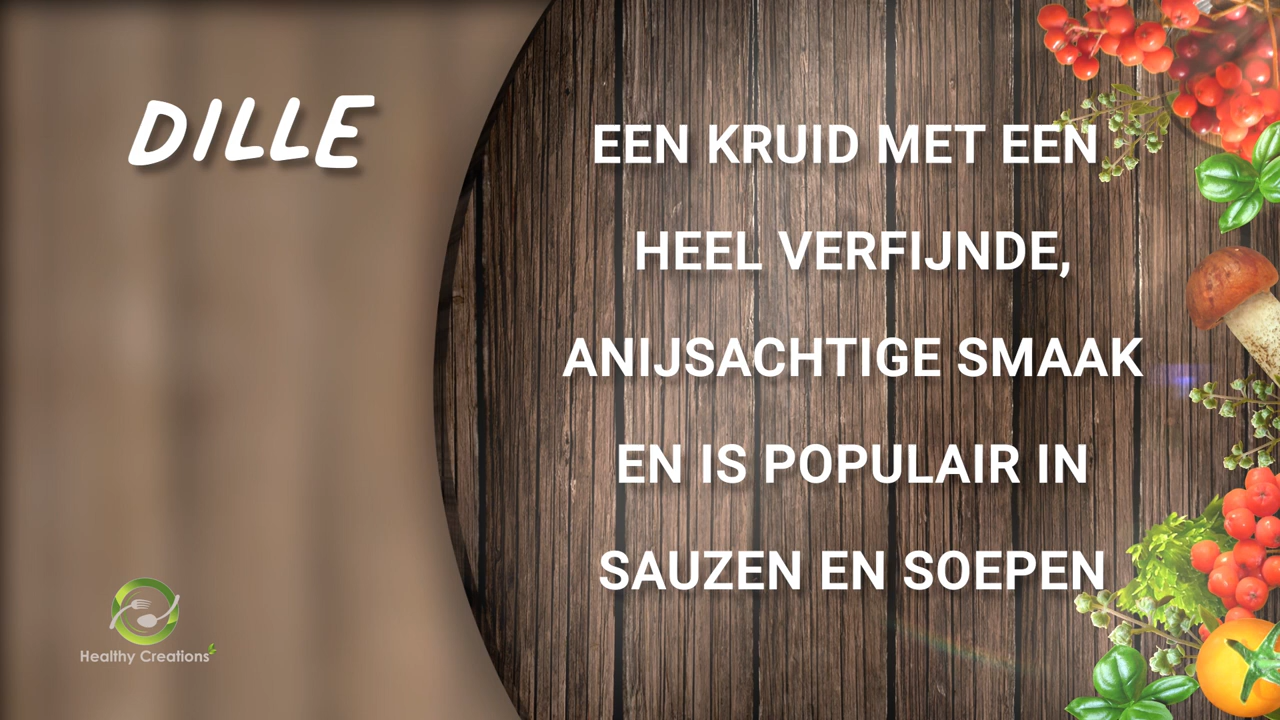 DILLE
EEN KRUID MET EEN
HEEL VERFIJNDE,
ANIJSACHTIGE SMAAK
EN IS POPULAIR IN
SAUZEN EN SOEPEN
Healthy Creations